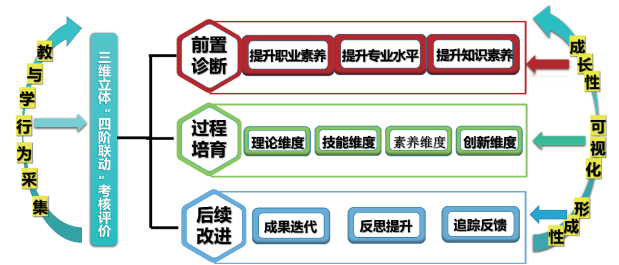 教与学行为采集
三维立体“四阶联动”考核评价
前置
诊断
提升职业素养
提升专业水平
提升知识素养
过程
培育
理论维度
技能维度
素养维度
创新维度
后续
改进
成果迭代
反思提升
追踪反馈
成长性
可视化
形成性